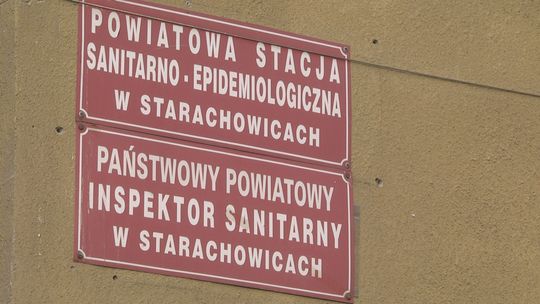 POWIATOWA STACJA
SANITARNO - EPIDEMIOLOGICZNA
W STARACHOWICACH
PAŃSTWOWY POWIATOWY
INSPEKTOR SANITARNY
W STARACHOWICACH